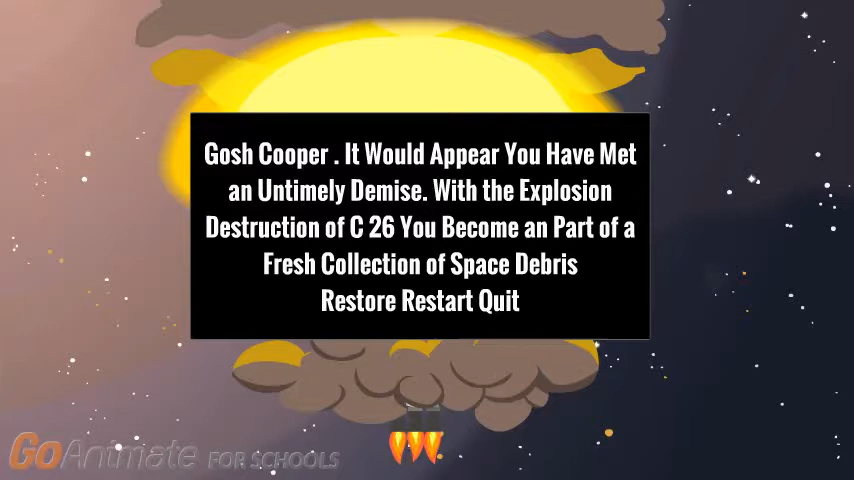 Gosh Cooper . It Would Appear You Have Met
an Untimely Demise. With the Explosion
Destruction of C 26 You Become an Part of a
Fresh Collection of Space Debris
Restore Restart Quit
GoAnimate FOR SCHOOLS